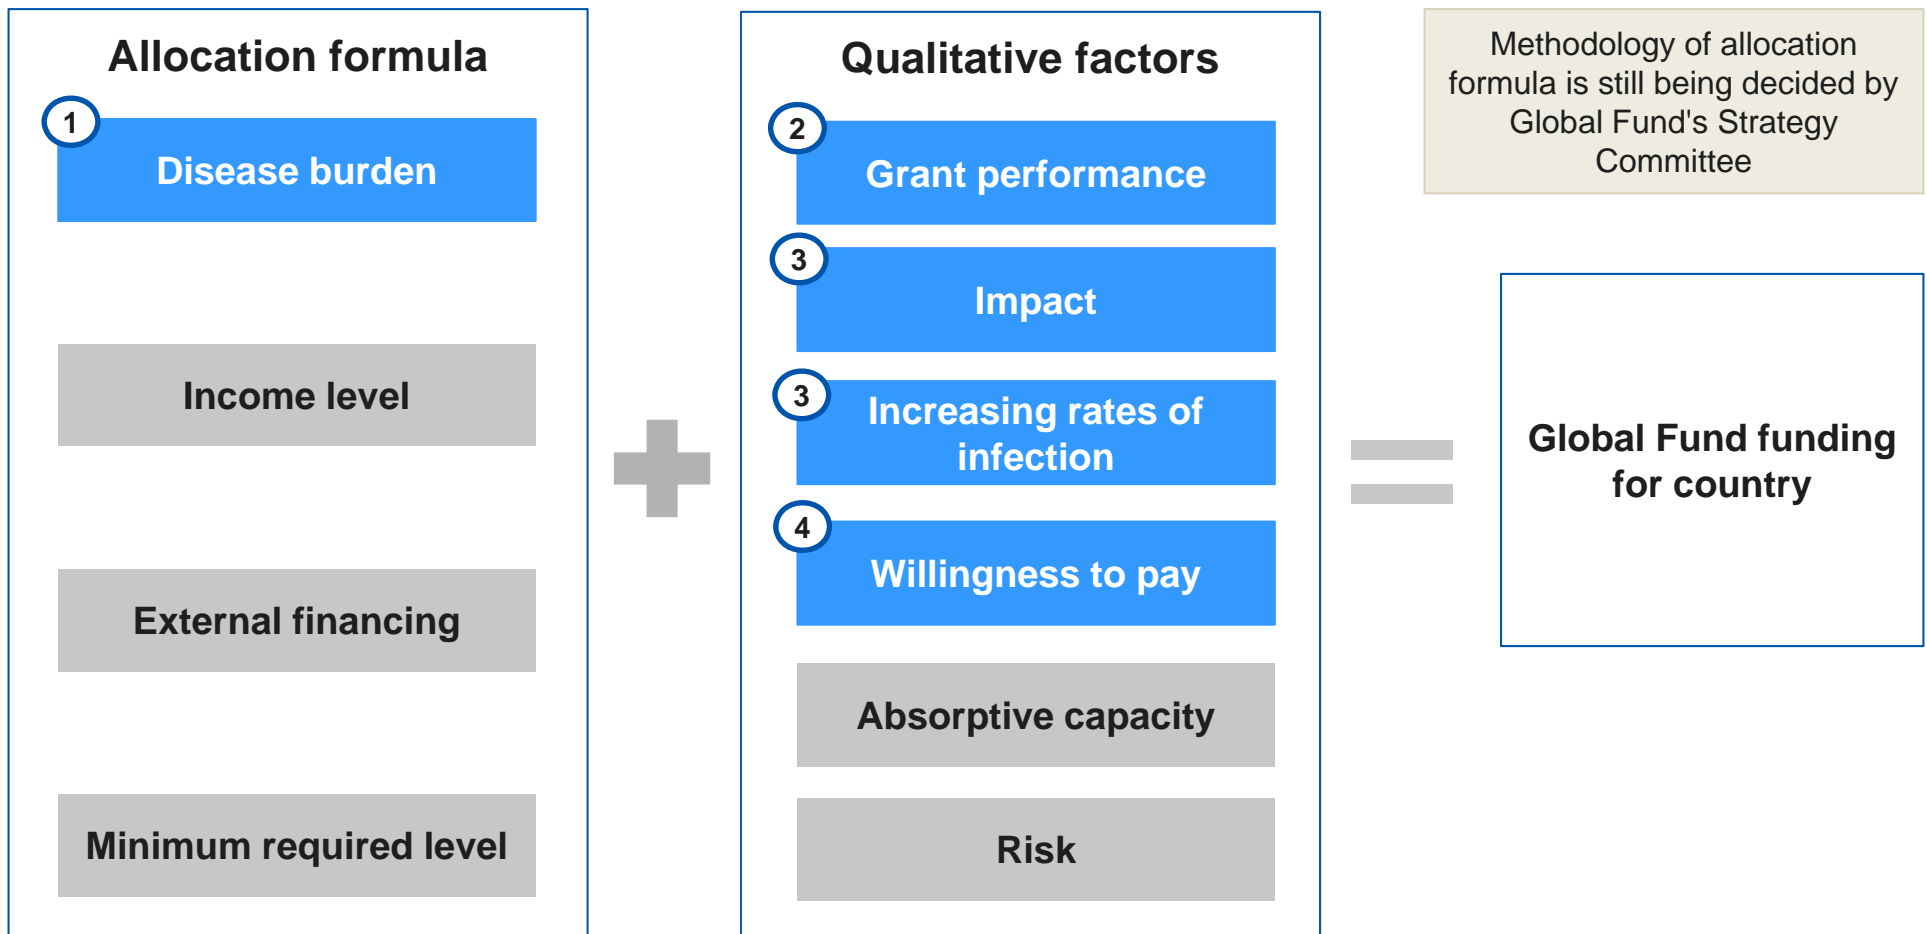 Allocation formula
1
Disease burden
Income level
External financing
Minimum required level
Qualitative factors
2
Grant performance
3
Impact
3
Increasing rates of
infection
4
Willingness to pay
Absorptive capacity
Risk
Methodology of allocation
formula is still being decided by
Global Fund's Strategy
Committee
Global Fund funding
for country